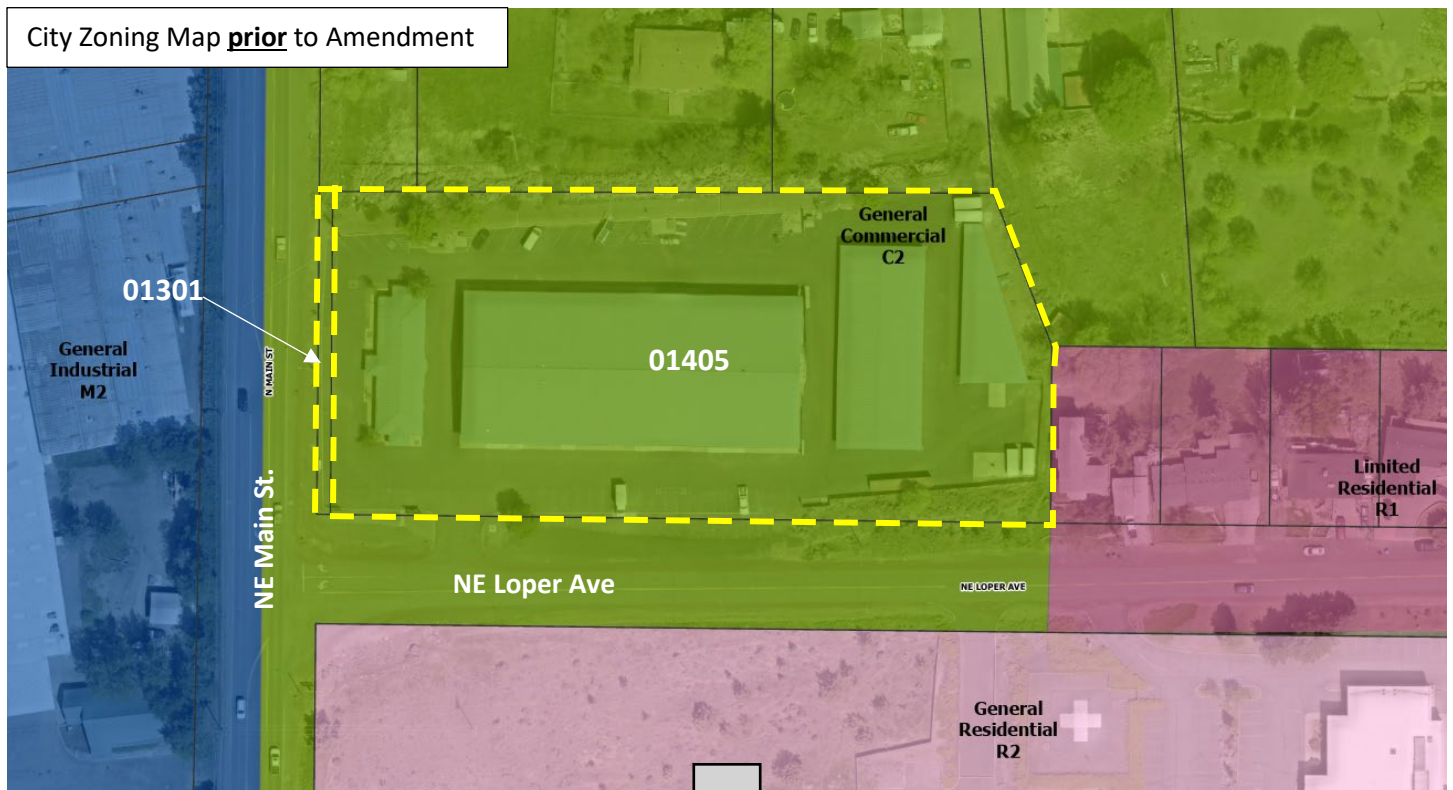 City Zoning Map prior to Amendment
General
Commercial
C2
01301
General
Industrial
M2
N MAIN ST
01405
Limited
Residential
R1
NE Main St.
NE Loper Ave
NE LOPER AVE
General
Residential
R2